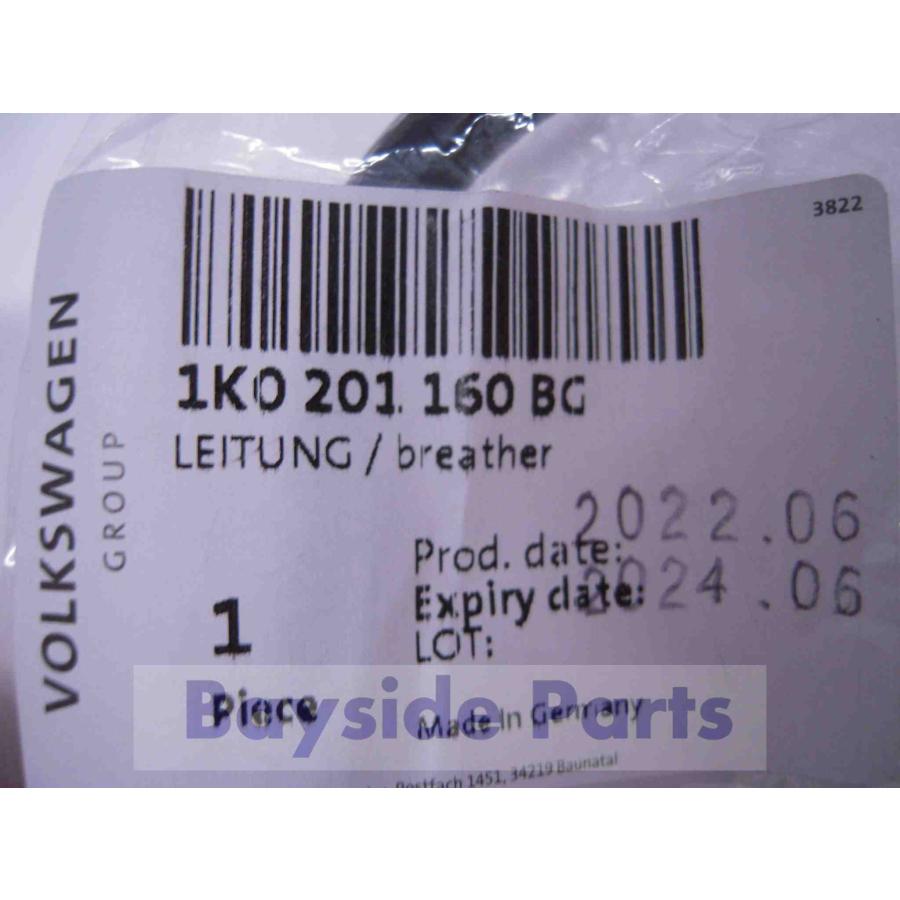 3822
VOLKSWAGEN
GROUP
1K0 201 160 BG
LEITUNG / breather
2022.06
Prod. date:
Expiry date: 2024.06
LOT:
1
Piece
Made In Germany
Bayside Parts
Postfach 1451, 34219 Baunatal